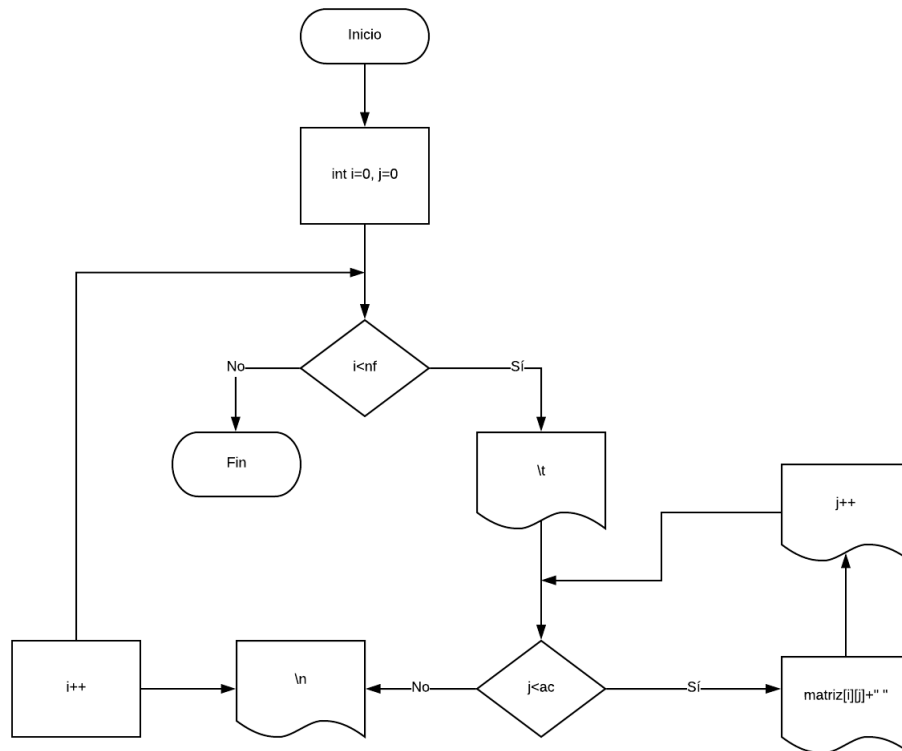 Inicio
int i=0, j=0
i<nf
No
Sí
Fin
\t
j++
i++
\n
No
j<ac
Sí
matriz[i][j]+" "